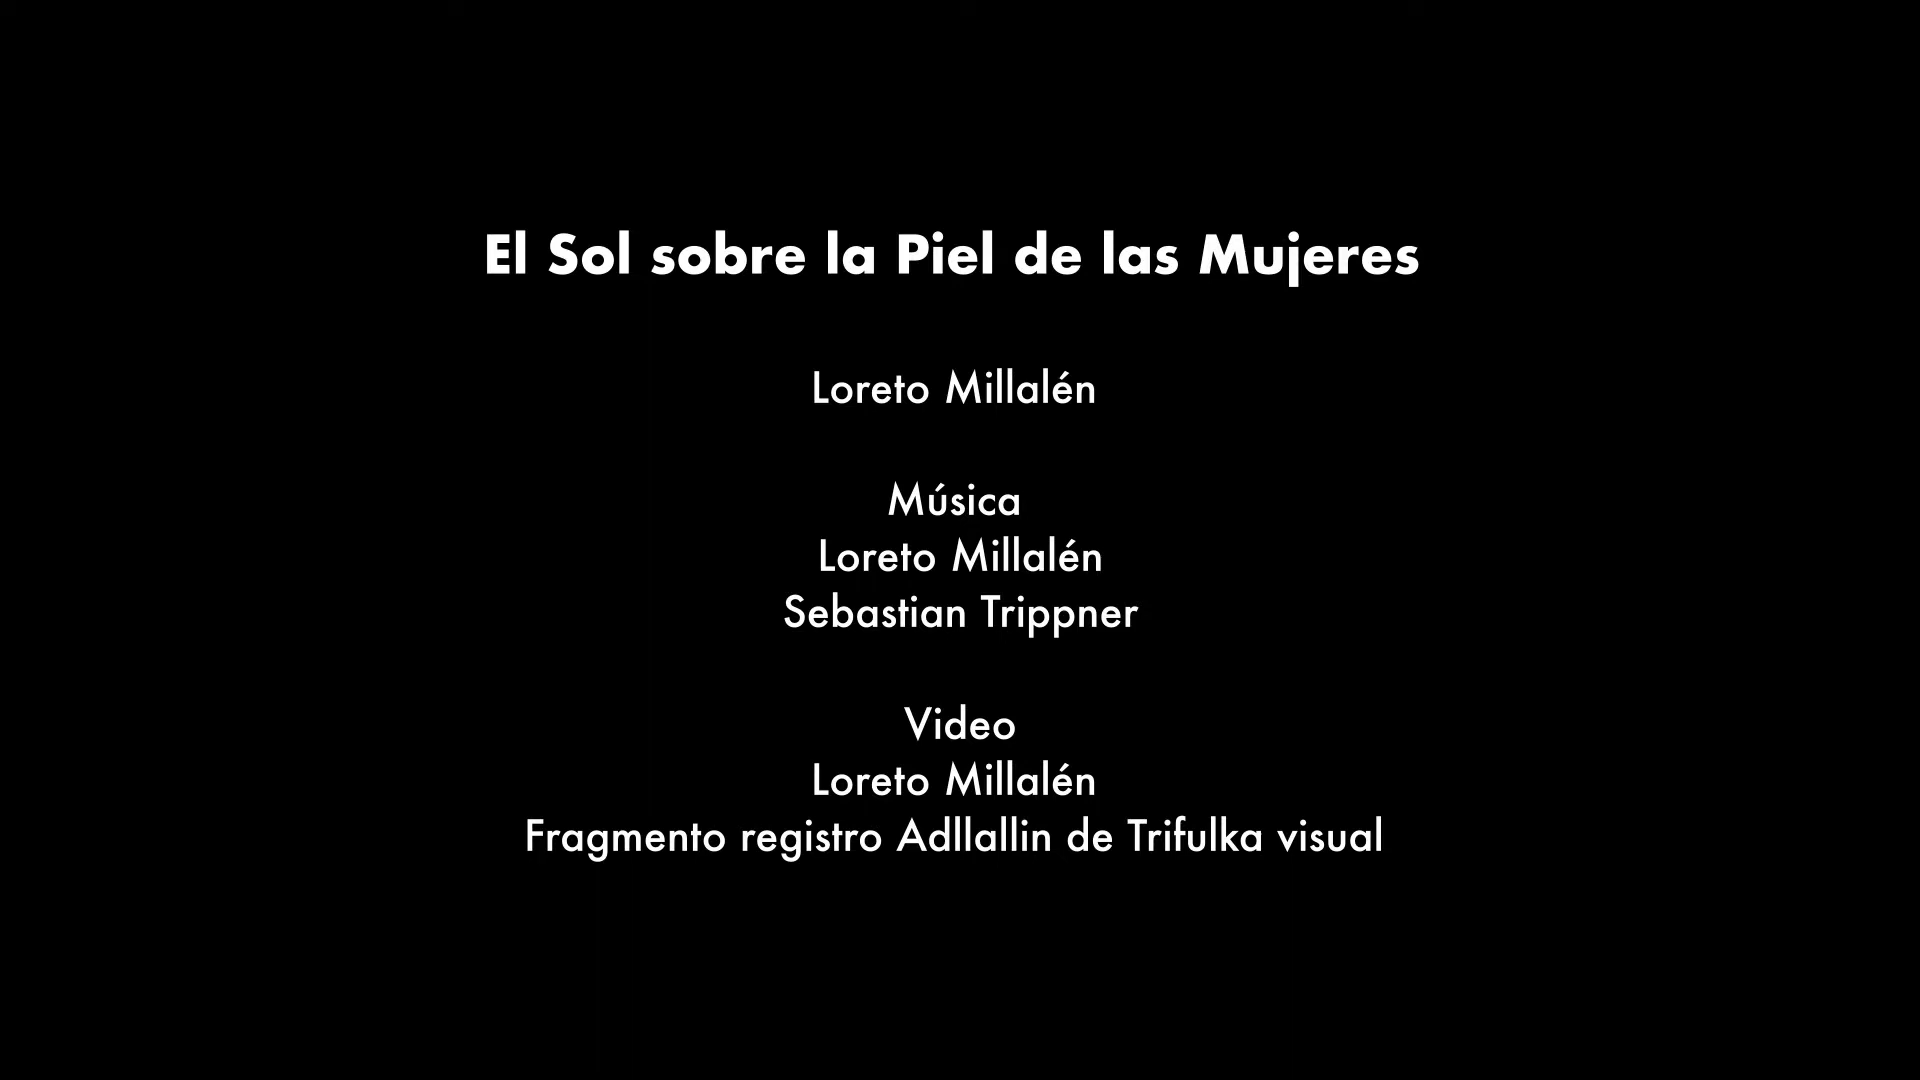 El Sol sobre la Piel de las Mujeres
Loreto Millalén
Música
Loreto Millalén
Sebastian Trippner
Video
Loreto Millalén
Fragmento registro Adllallin de Trifulka visual